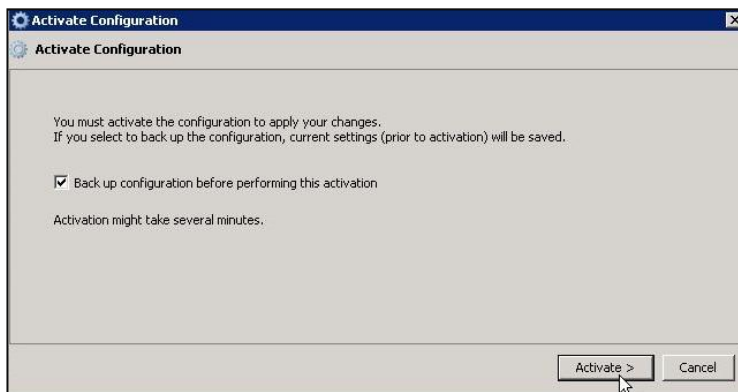 Activate Configuration
Activate Configuration
You must activate the configuration to apply your changes.
If you select to back up the configuration, current settings (prior to activation) will be saved.
Back up configuration before performing this activation
Activation might take several minutes.
Activate > Cancel